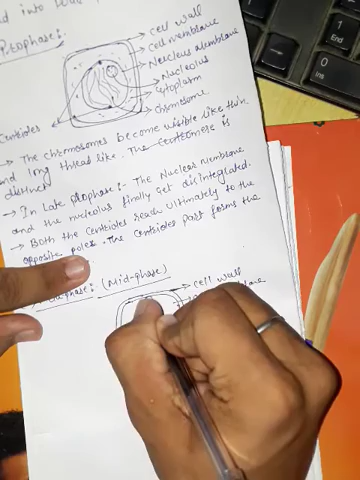 Prophase:
cell wall
cell membrane
Nucleus membrane
Nucleolus
cytoplasm
chromosome
Centrioles
→ The chromosomes become visible like thin
and long thread like. The centromere is
distinct
→ In late prophase:- The Nuclear membrane
and the nucleolus finally get disintegrated.
→ Both the Centrioles reach ultimately to the
opposite poles. The Centrioles part forms the
(Mid-phase)
cell wall
0
Ins